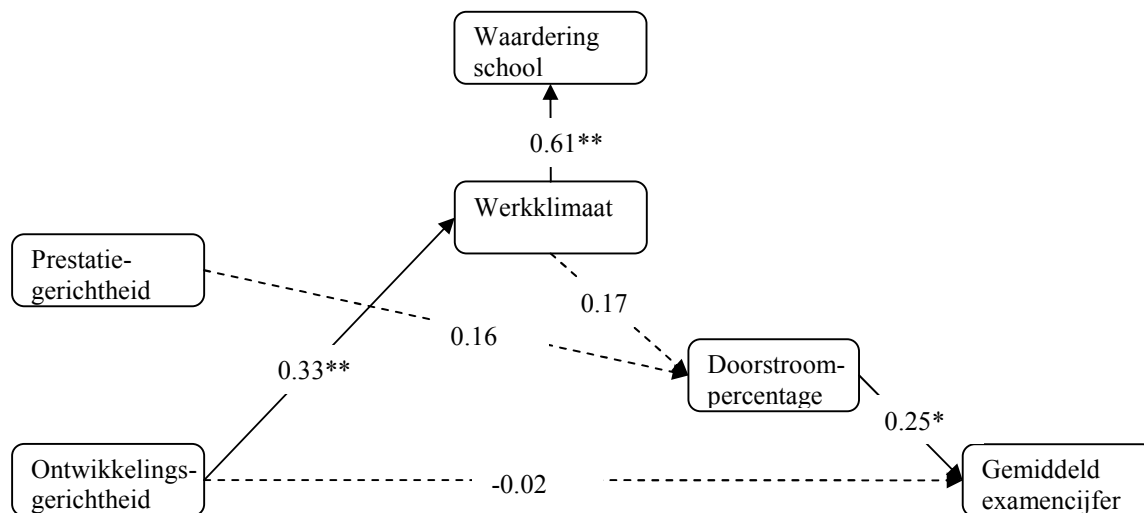 Waardering
school
0.61**
Werkklimaat
Prestatie-
gerichtheid
0.17
0.16
0.33**
Doorstroom-
percentage
0.25*
Ontwikkelings-
gerichtheid
-0.02
Gemiddeld
examencijfer